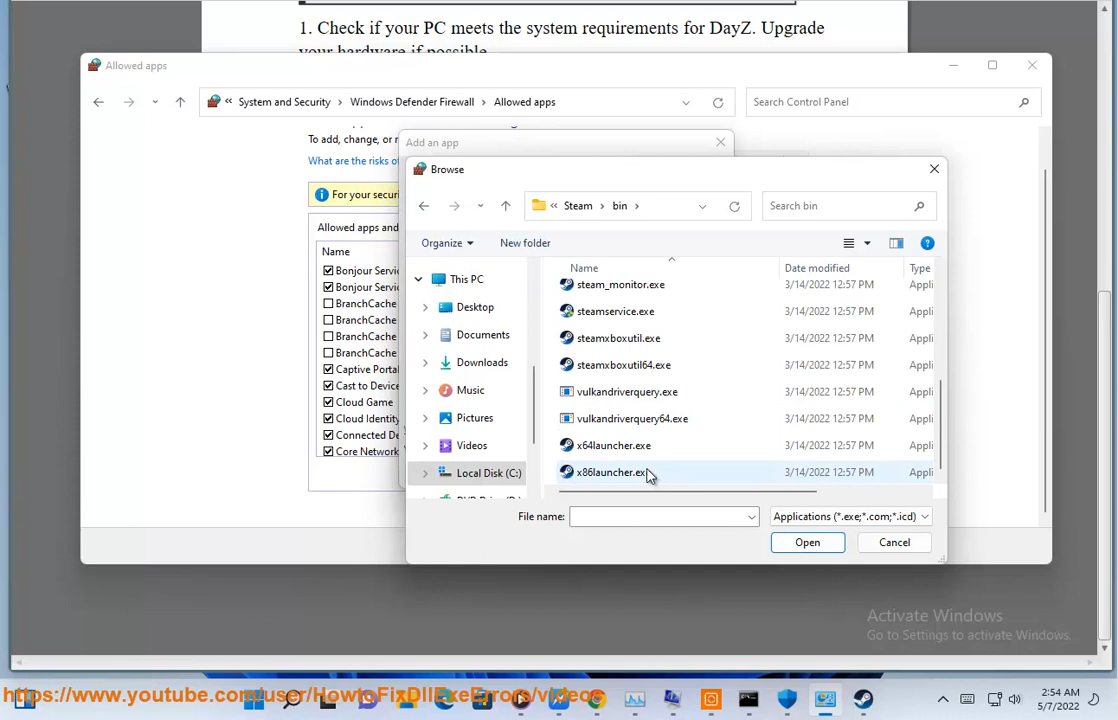 1. Check if your PC meets the system requirements for DayZ. Upgrade
your hardware if possible
Allowed apps
« System and Security > Windows Defender Firewall > Allowed apps
Search Control Panel
To add, change, or r
What are the risks of
For your securi
Allowed apps and
Name
Bonjour Servic
Bonjour Servic
BranchCache
BranchCache
BranchCache
BranchCache
Captive Portal
Cast to Device
Cloud Game
Cloud Identity
Connected De
Core Network
Add an app
Browse
« Steam > bin >
Search bin
Organize
New folder
This PC
Desktop
Documents
Downloads
Music
Pictures
Videos
Local Disk (C:)
Name Date modified Type
steam_monitor.exe 3/14/2022 12:57 PM Appli
steamservice.exe 3/14/2022 12:57 PM Appli
steamxboxutil.exe 3/14/2022 12:57 PM Appli
steamxboxutil64.exe 3/14/2022 12:57 PM Appli
vulkandriverquery.exe 3/14/2022 12:57 PM Appli
vulkandriverquery64.exe 3/14/2022 12:57 PM Appli
x64launcher.exe 3/14/2022 12:57 PM Appli
x86launcher.exe 3/14/2022 12:57 PM Appli
File name:
Applications (*.exe;*.com;*.icd)
Open
Cancel
Activate Windows
Go to Settings to activate Windows.
https://www.youtube.com/user/HowtoFixDllExeErrors/videos
2:54 AM
5/7/2022